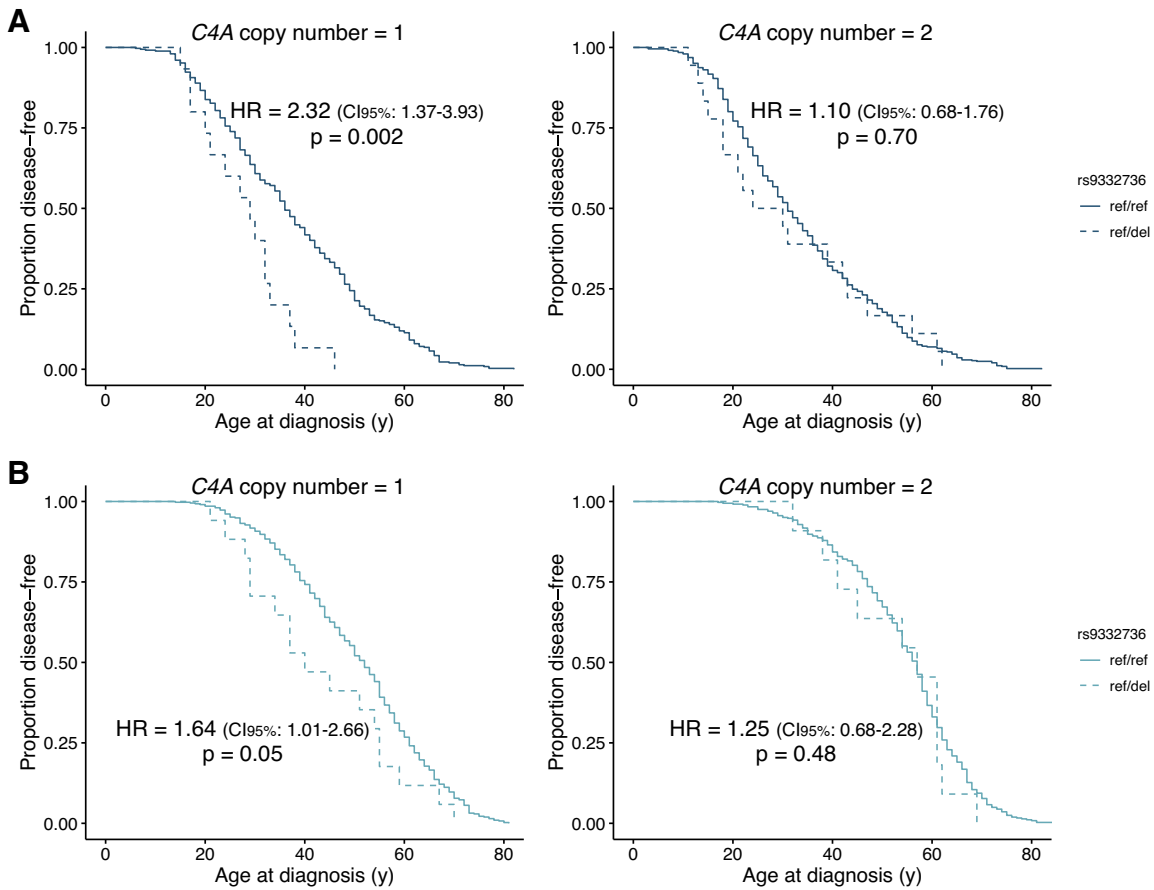 A
C4A copy number = 1
1.00
0.75
0.50
0.25
0.00
Proportion disease–free
HR = 2.32 (CI95%: 1.37-3.93)
p = 0.002
0 20 40 60 80
Age at diagnosis (y)
C4A copy number = 2
1.00
0.75
0.50
0.25
0.00
Proportion disease–free
HR = 1.10 (CI95%: 0.68-1.76)
p = 0.70
0 20 40 60 80
Age at diagnosis (y)
rs9332736
ref/ref
ref/del
B
C4A copy number = 1
1.00
0.75
0.50
0.25
0.00
Proportion disease–free
HR = 1.64 (CI95%: 1.01-2.66)
p = 0.05
0 20 40 60 80
Age at diagnosis (y)
C4A copy number = 2
1.00
0.75
0.50
0.25
0.00
Proportion disease–free
HR = 1.25 (CI95%: 0.68-2.28)
p = 0.48
0 20 40 60 80
Age at diagnosis (y)
rs9332736
ref/ref
ref/del